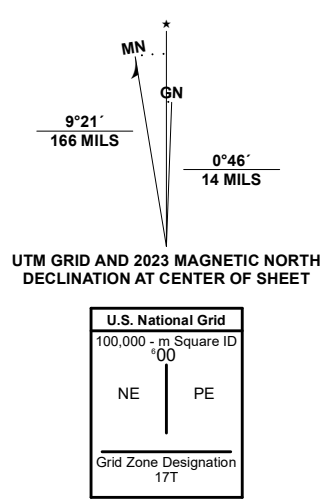 ★
MN
GN
9°21´
166 MILS
0°46´
14 MILS
UTM GRID AND 2023 MAGNETIC NORTH
DECLINATION AT CENTER OF SHEET
U.S. National Grid
100,000 - m Square ID
⁶00
NE PE
Grid Zone Designation
17T